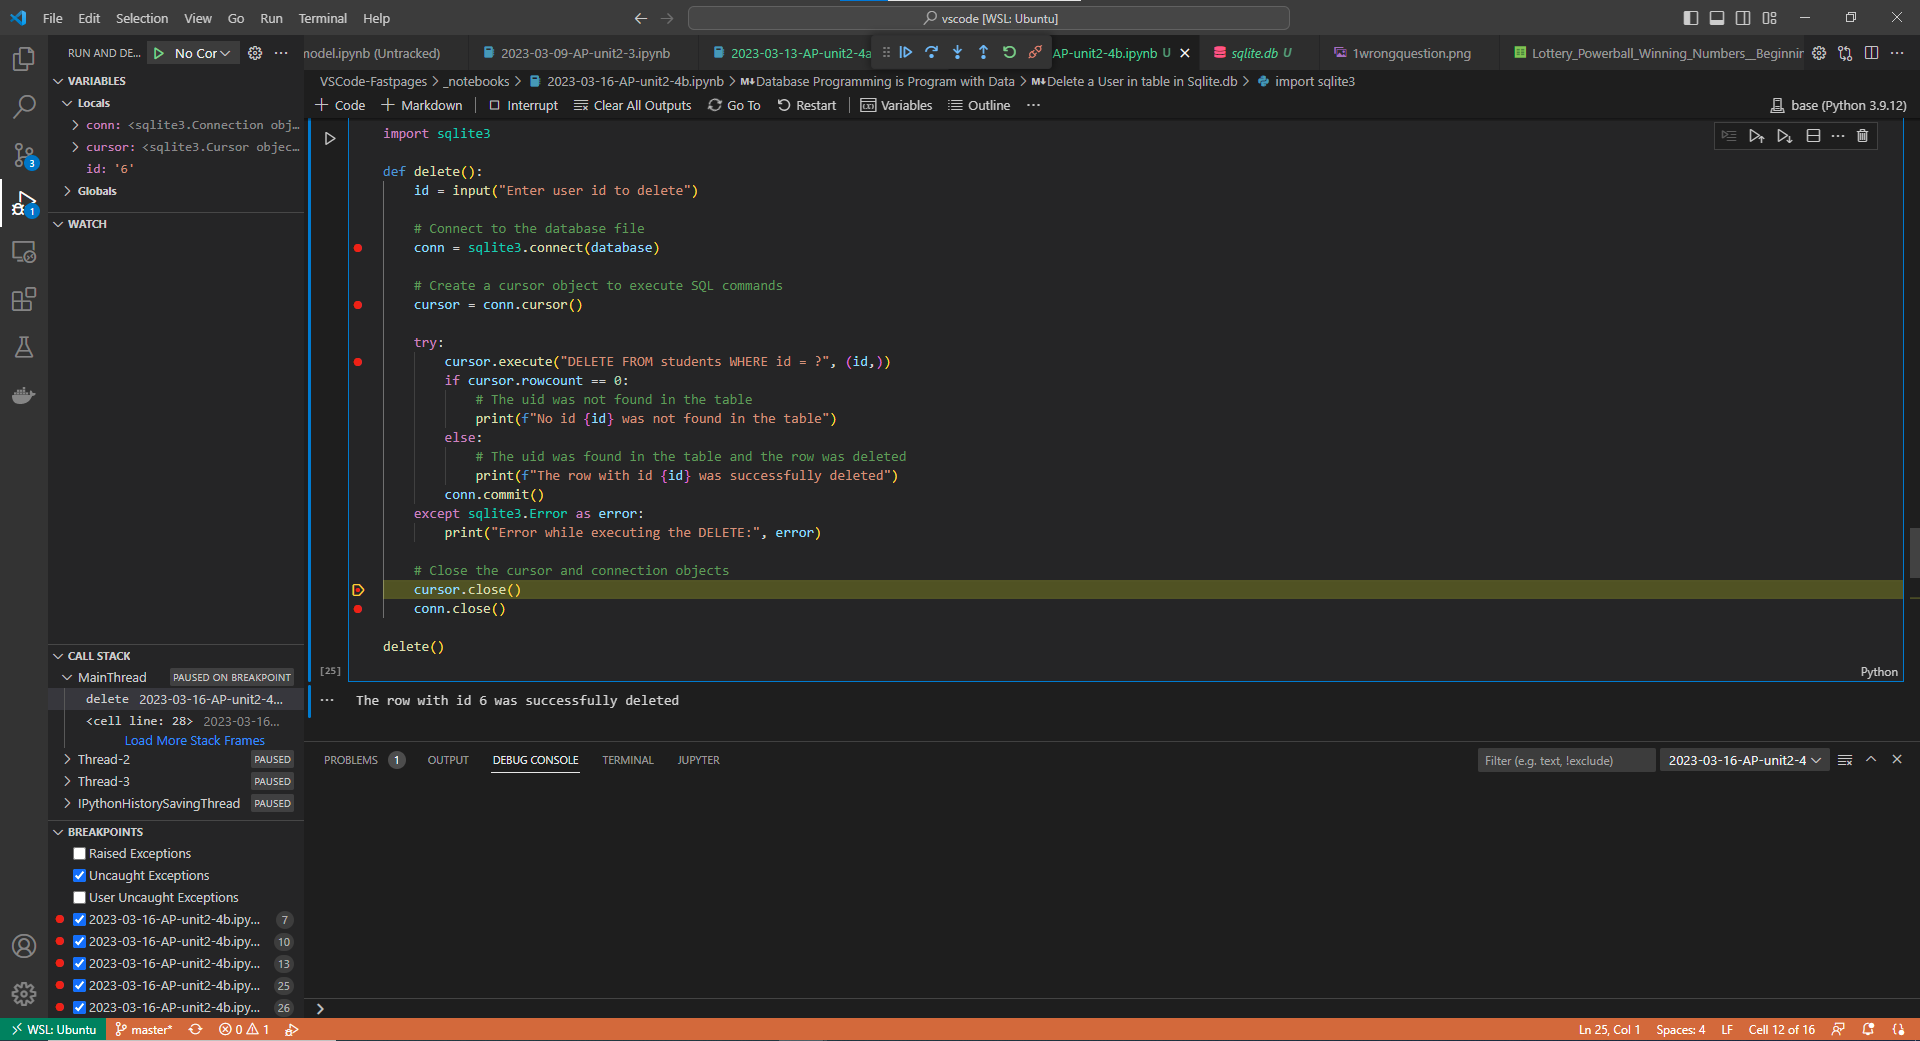 File Edit Selection View Go Run Terminal Help
vscode [WSL: Ubuntu]
RUN AND DE... No Cor
nodel.ipynb (Untracked) 2023-03-09-AP-unit2-3.ipynb 2023-03-13-AP-unit2-4a AP-unit2-4b.ipynb U sqlite.db U 1wrongquestion.png Lottery_Powerball_Winning_Numbers__Beginnin
VSCode-Fastpages > _notebooks > 2023-03-16-AP-unit2-4b.ipynb > M↓Database Programming is Program with Data > M↓Delete a User in table in Sqlite.db > import sqlite3
Code Markdown Interrupt Clear All Outputs Go To Restart Variables Outline ... base (Python 3.9.12)
VARIABLES
Locals
conn: <sqlite3.Connection obj...
cursor: <sqlite3.Cursor objec...
id: '6'
Globals
WATCH
CALL STACK
MainThread PAUSED ON BREAKPOINT
delete 2023-03-16-AP-unit2-4...
<cell line: 28> 2023-03-16...
Load More Stack Frames
Thread-2 PAUSED
Thread-3 PAUSED
IPythonHistorySavingThread PAUSED
BREAKPOINTS
Raised Exceptions
Uncaught Exceptions
User Uncaught Exceptions
2023-03-16-AP-unit2-4b.ipy... 7
2023-03-16-AP-unit2-4b.ipy... 10
2023-03-16-AP-unit2-4b.ipy... 13
2023-03-16-AP-unit2-4b.ipy... 25
2023-03-16-AP-unit2-4b.ipy... 26
3
1
import sqlite3
def delete():
id = input("Enter user id to delete")
# Connect to the database file
conn = sqlite3.connect(database)
# Create a cursor object to execute SQL commands
cursor = conn.cursor()
try:
cursor.execute("DELETE FROM students WHERE id = ?", (id,))
if cursor.rowcount == 0:
# The uid was not found in the table
print(f"No id {id} was not found in the table")
else:
# The uid was found in the table and the row was deleted
print(f"The row with id {id} was successfully deleted")
conn.commit()
except sqlite3.Error as error:
print("Error while executing the DELETE:", error)
# Close the cursor and connection objects
cursor.close()
conn.close()
delete()
[25] Python
... The row with id 6 was successfully deleted
PROBLEMS 1 OUTPUT DEBUG CONSOLE TERMINAL JUPYTER Filter (e.g. text, !exclude) 2023-03-16-AP-unit2-4
>
WSL: Ubuntu master* 0 1 Ln 25, Col 1 Spaces: 4 LF Cell 12 of 16